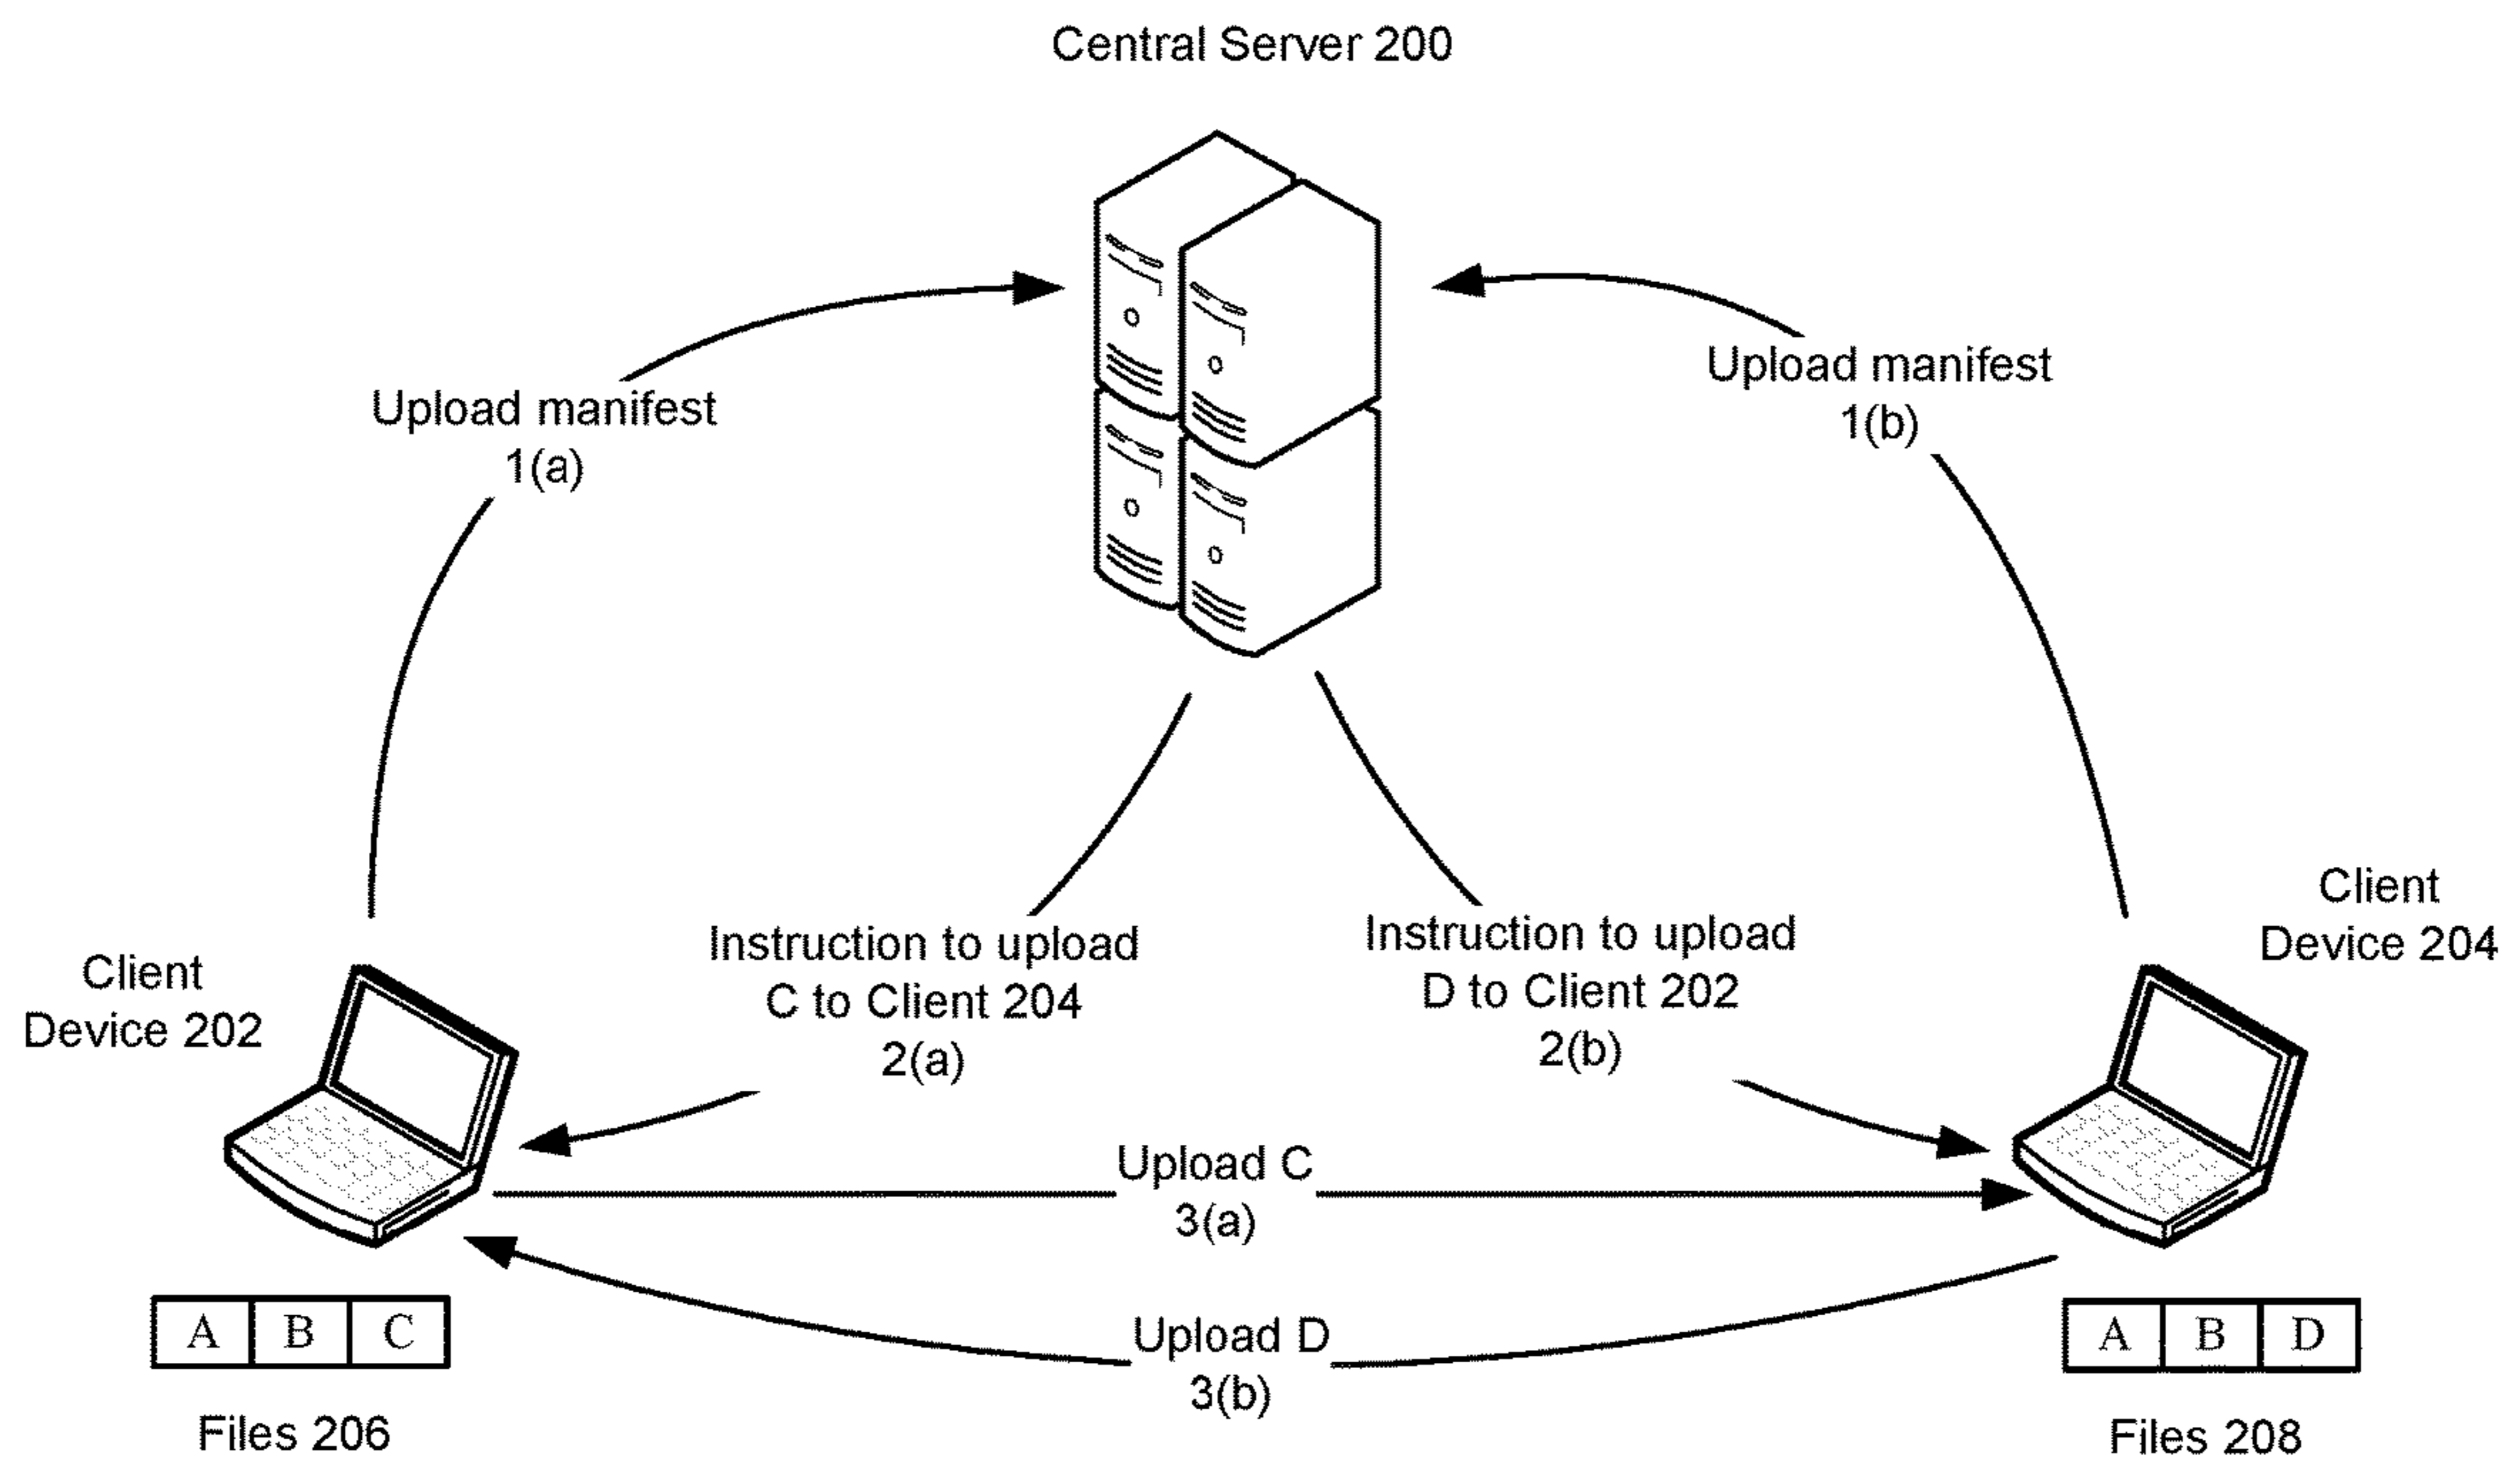 Central Server 200
Upload manifest
1(a)
Upload manifest
1(b)
Client
Device 202
Instruction to upload
C to Client 204
2(a)
Instruction to upload
D to Client 202
2(b)
Client
Device 204
Upload C
3(a)
A B C
Upload D
3(b)
A B D
Files 206
Files 208